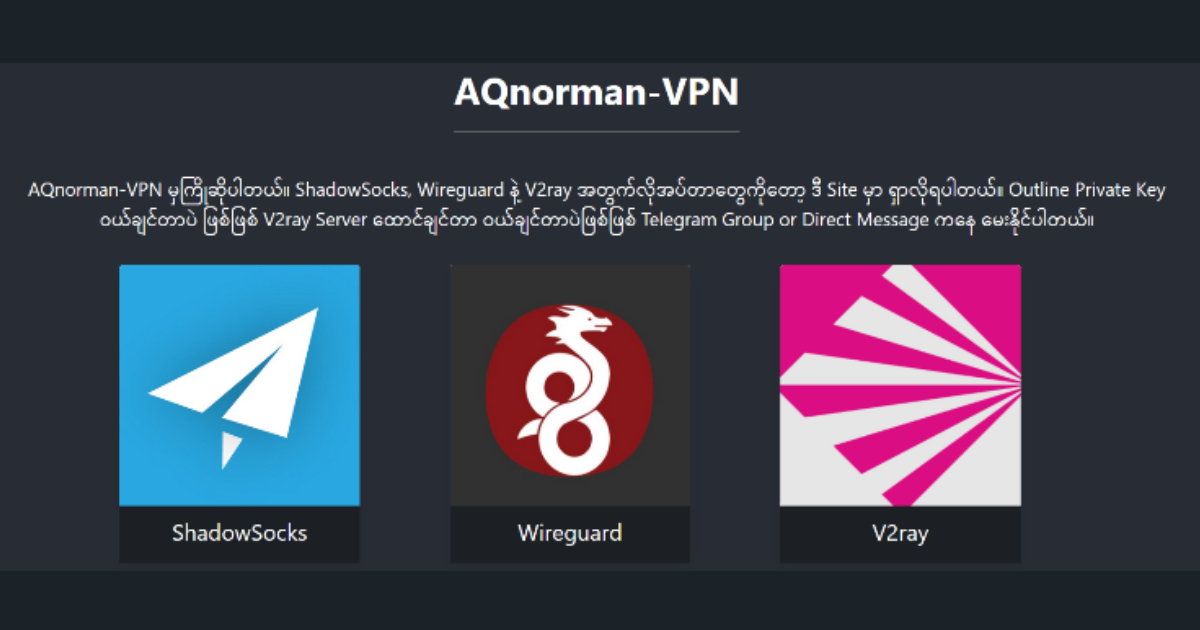 AQnorman-VPN
AQnorman-VPN မှကြိုဆိုပါတယ်။ ShadowSocks, Wireguard နဲ့ V2ray အတွက်လိုအပ်တာတွေကိုတော့ ဒီ Site မှာ ရှာလို့ရပါတယ်။ Outline Private Key
ဝယ်ချင်တာပဲ ဖြစ်ဖြစ် V2ray Server ထောင်ချင်တာ ဝယ်ချင်တာပဲဖြစ်ဖြစ် Telegram Group or Direct Message ကနေ မေးနိုင်ပါတယ်။
ShadowSocks
Wireguard
V2ray